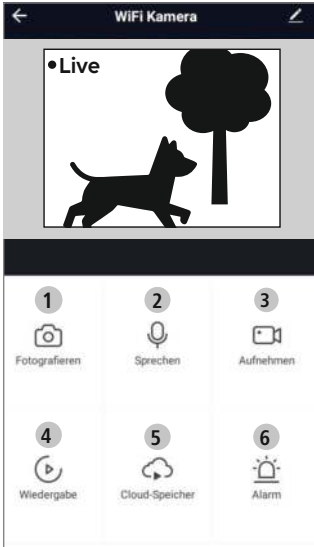 WiFi Kamera
•Live
1 2 3
Fotografieren Sprechen Aufnehmen
4 5 6
Wiedergabe Cloud-Speicher Alarm